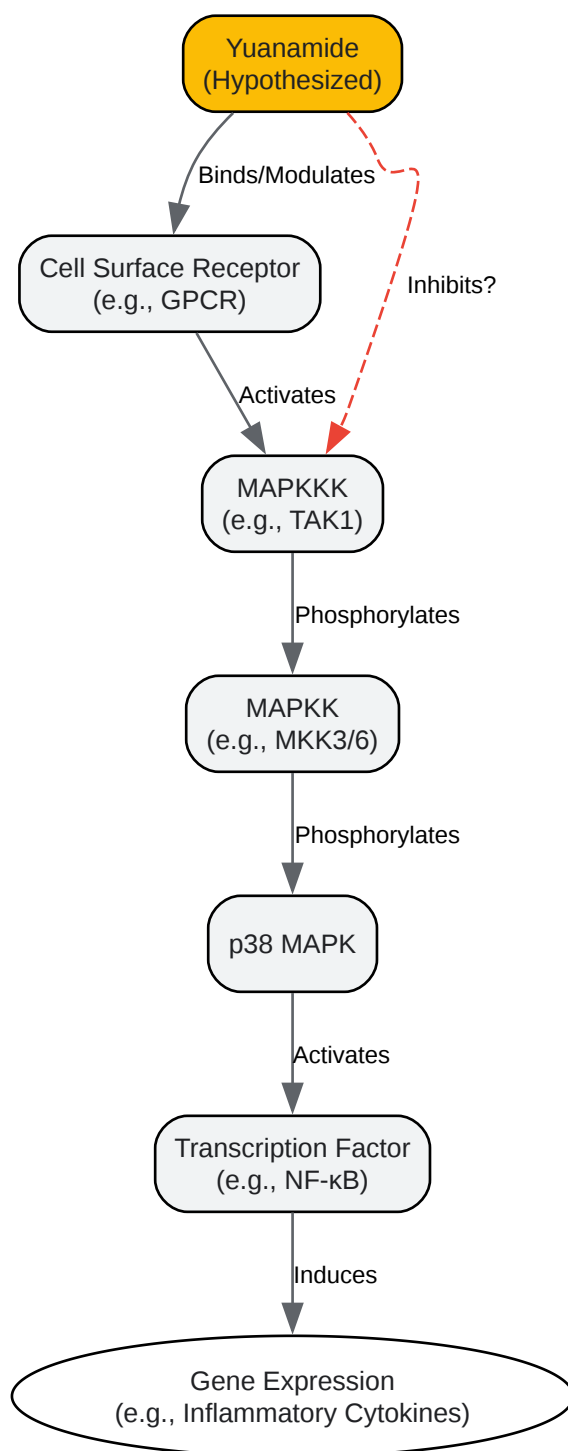 Yuanamide
(Hypothesized)
Binds/Modulates
Cell Surface Receptor
(e.g., GPCR)
Inhibits?
Activates
MAPKKK
(e.g., TAK1)
Phosphorylates
MAPKK
(e.g., MKK3/6)
Phosphorylates
p38 MAPK
Activates
Transcription Factor
(e.g., NF-κB)
Induces
Gene Expression
(e.g., Inflammatory Cytokines)